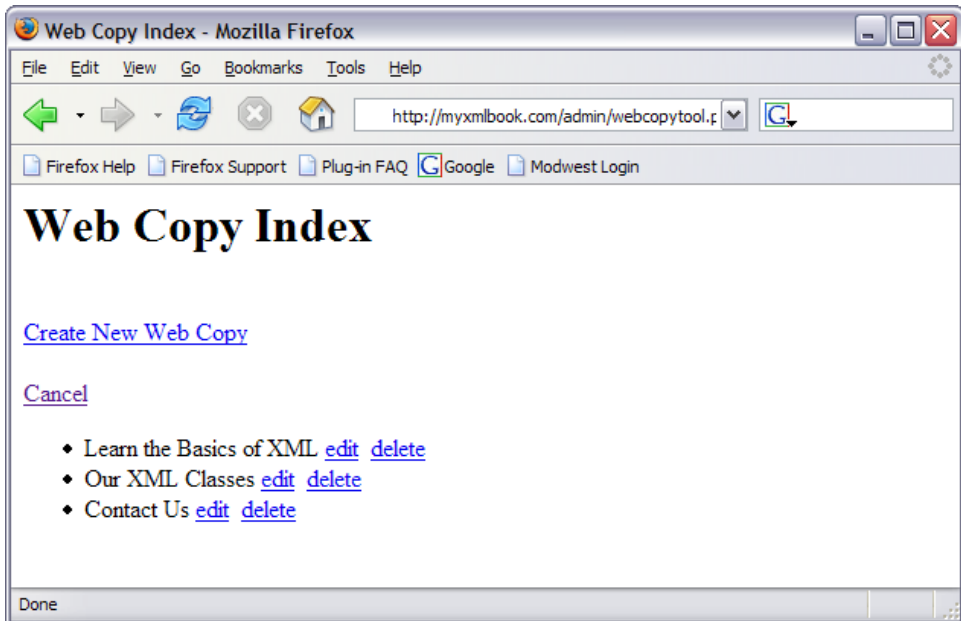 Web Copy Index - Mozilla Firefox
File Edit View Go Bookmarks Tools Help
http://myxmlbook.com/admin/webcopytool.p G
Firefox Help Firefox Support Plug-in FAQ G Google Modwest Login
Web Copy Index
Create New Web Copy
Cancel
• Learn the Basics of XML edit delete
• Our XML Classes edit delete
• Contact Us edit delete
Done